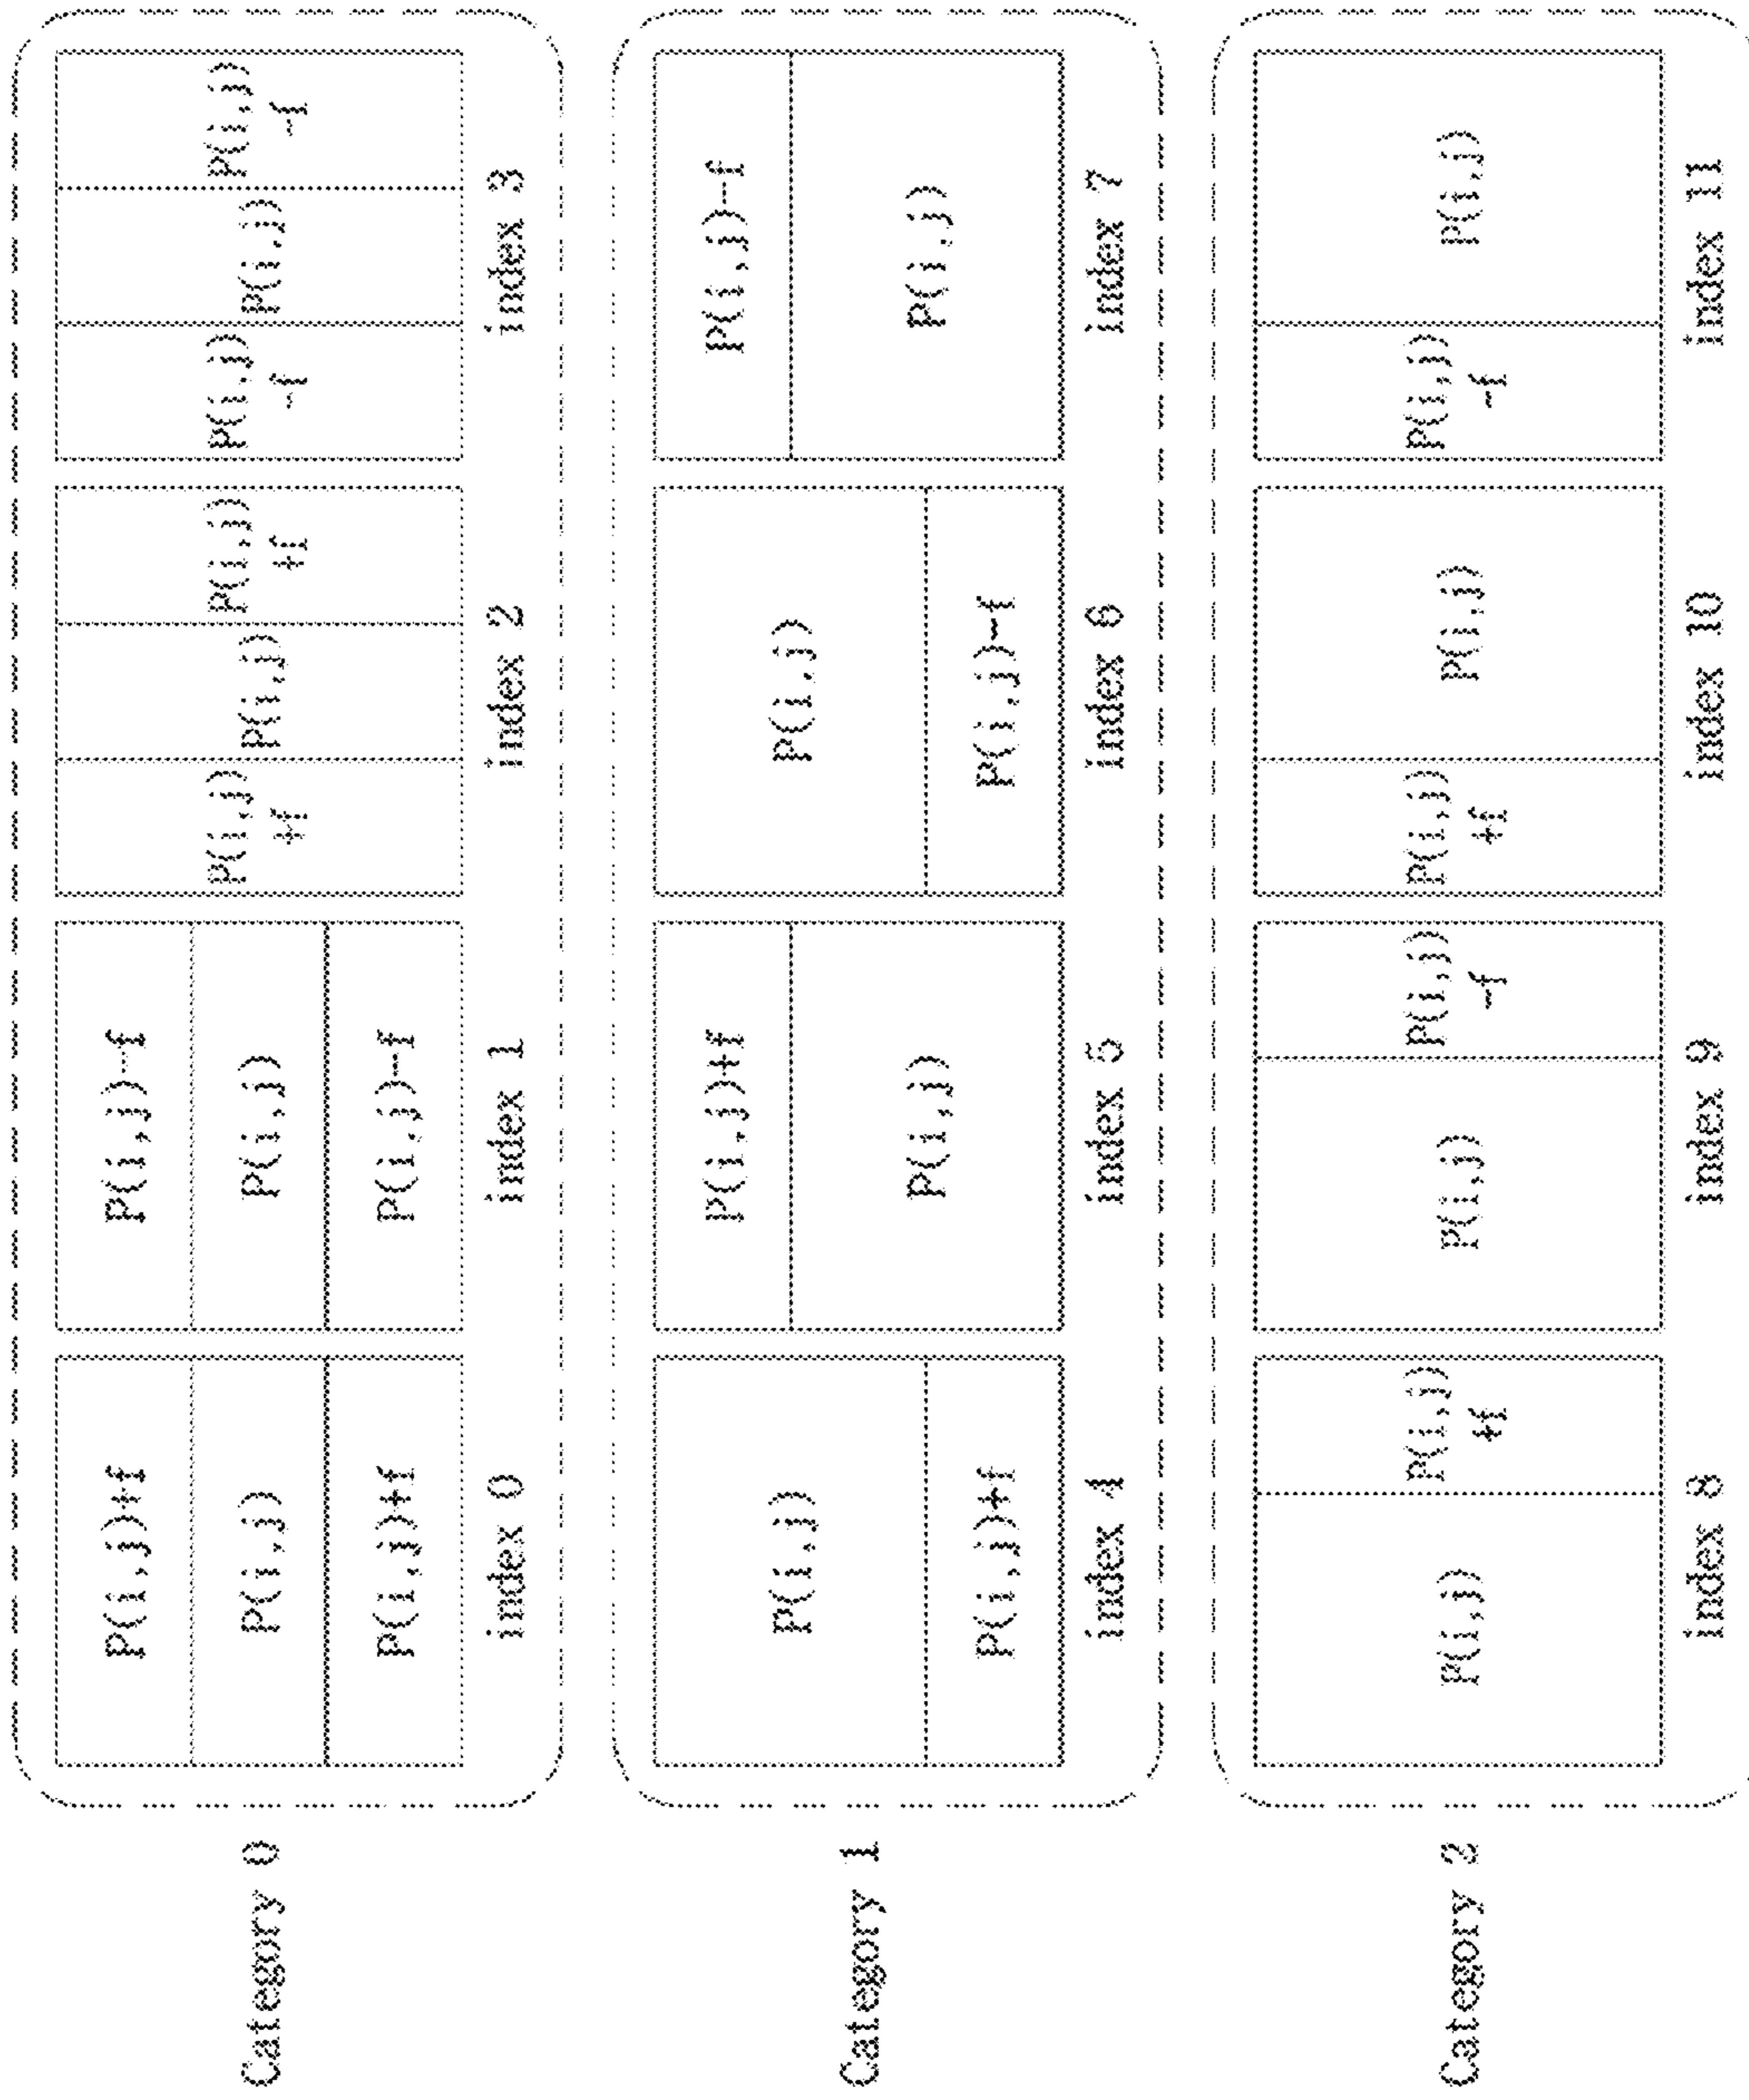 Category 0
P(i,j)+f
P(i,j)
P(i,j)+f
index 0
P(i,j)-f
P(i,j)
P(i,j)-f
index 1
P(i,j)
+f
P(i,j)
P(i,j)
+f
index 2
P(i,j)
-f
P(i,j)
P(i,j)
-f
index 3
Category 1
P(i,j)
P(i,j)+f
index 4
P(i,j)+f
P(i,j)
index 5
P(i,j)
P(i,j)-f
index 6
P(i,j)-f
P(i,j)
index 7
Category 2
P(i,j)
P(i,j)
+f
index 8
P(i,j)
P(i,j)
-f
index 9
P(i,j)
+f
P(i,j)
index 10
P(i,j)
-f
P(i,j)
index 11